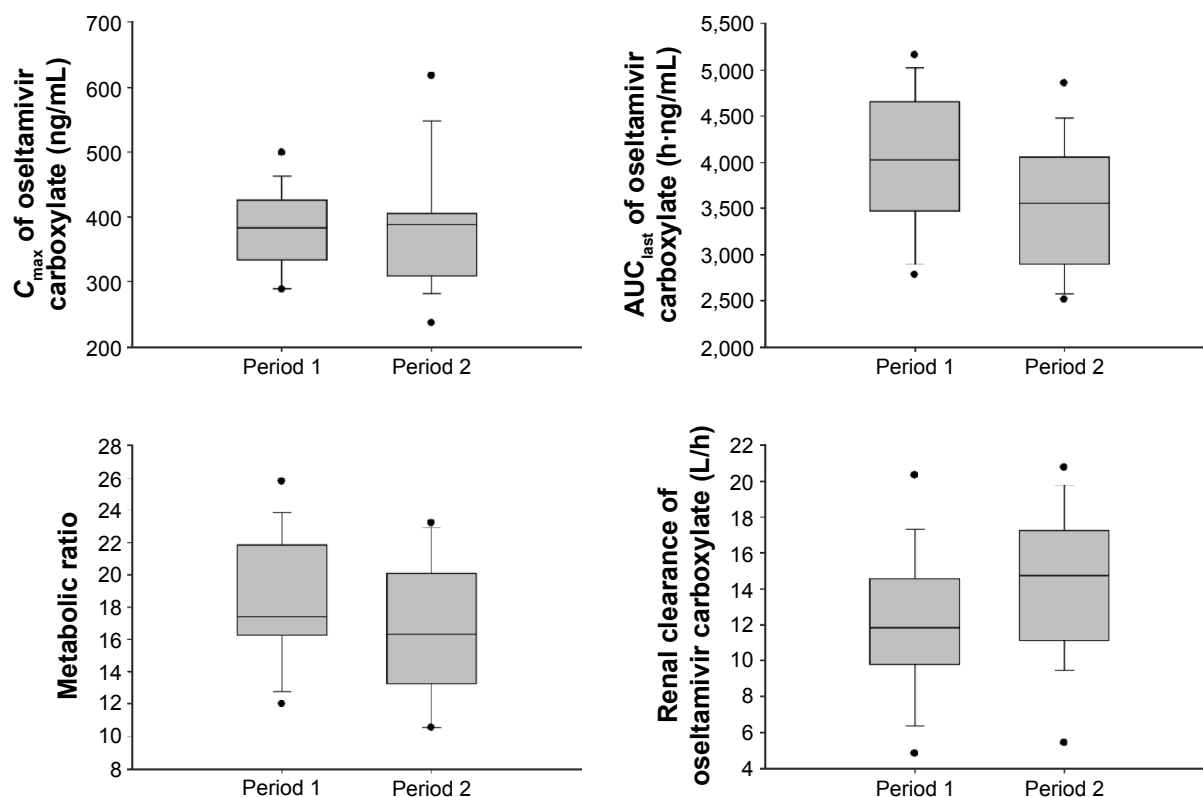 C max of oseltamivir
carboxylate (ng/mL)
700
600
500
400
300
200
Period 1
Period 2
AUC last of oseltamivir
carboxylate (h·ng/mL)
5,500
5,000
4,500
4,000
3,500
3,000
2,500
2,000
Period 1
Period 2
Metabolic ratio
28
26
24
22
20
18
16
14
12
10
8
Period 1
Period 2
Renal clearance of
oseltamivir carboxylate (L/h)
22
20
18
16
14
12
10
8
6
4
Period 1
Period 2